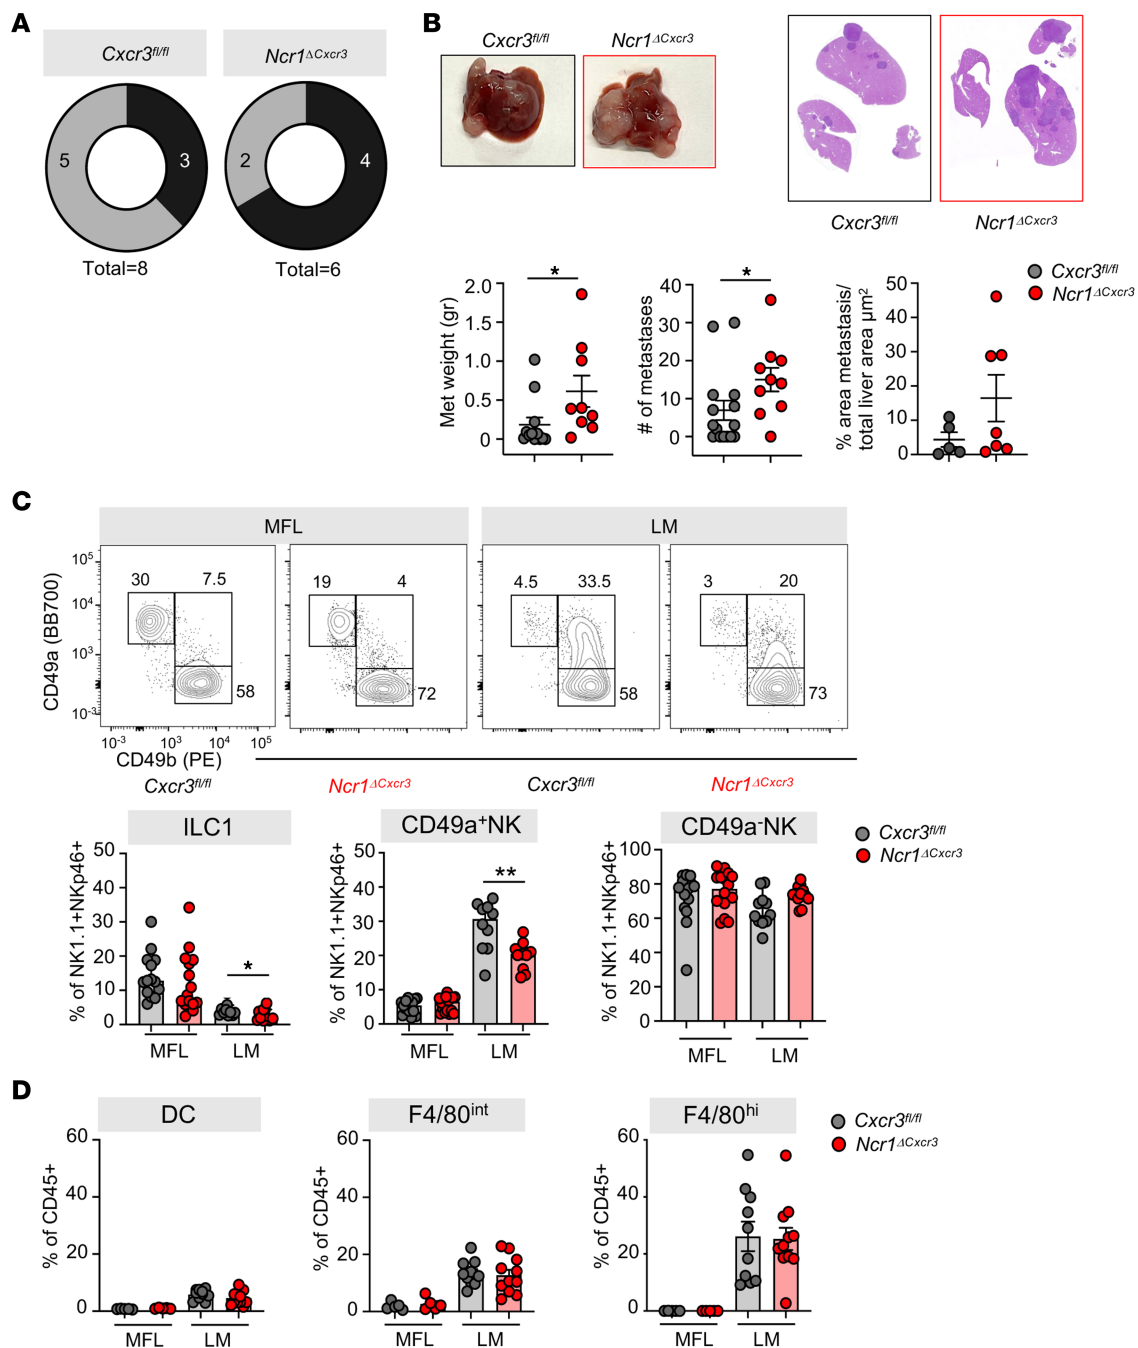 A
Cxcr3fl/fl
Ncr1ΔCxcr3
5
3
2
4
Total=8
Total=6
B
Cxcr3fl/fl
Ncr1ΔCxcr3
Cxcr3fl/fl
Ncr1ΔCxcr3
Met weight (gr)
2.0
1.5
1.0
0.5
0
*
# of metastases
40
30
20
10
0
*
% area metastasis/
total liver area µm2
50
40
30
20
10
0
Cxcr3fl/fl
Ncr1ΔCxcr3
C
MFL
LM
CD49a (BB700)
105
104
103
10-3
30
7.5
58
19
4
72
4.5
33.5
58
3
20
73
10-3
103
104
105
CD49b (PE)
Cxcr3fl/fl
Ncr1ΔCxcr3
Cxcr3fl/fl
Ncr1ΔCxcr3
ILC1
% of NK1.1+NKp46+
50
40
30
20
10
0
*
MFL
LM
CD49a+NK
% of NK1.1+NKp46+
50
40
30
20
10
0
**
MFL
LM
CD49a-NK
% of NK1.1+NKp46+
100
80
60
40
20
0
MFL
LM
Cxcr3fl/fl
Ncr1ΔCxcr3
D
DC
% of CD45+
60
40
20
0
MFL
LM
F4/80int
% of CD45+
60
40
20
0
MFL
LM
F4/80hi
% of CD45+
60
40
20
0
MFL
LM
Cxcr3fl/fl
Ncr1ΔCxcr3